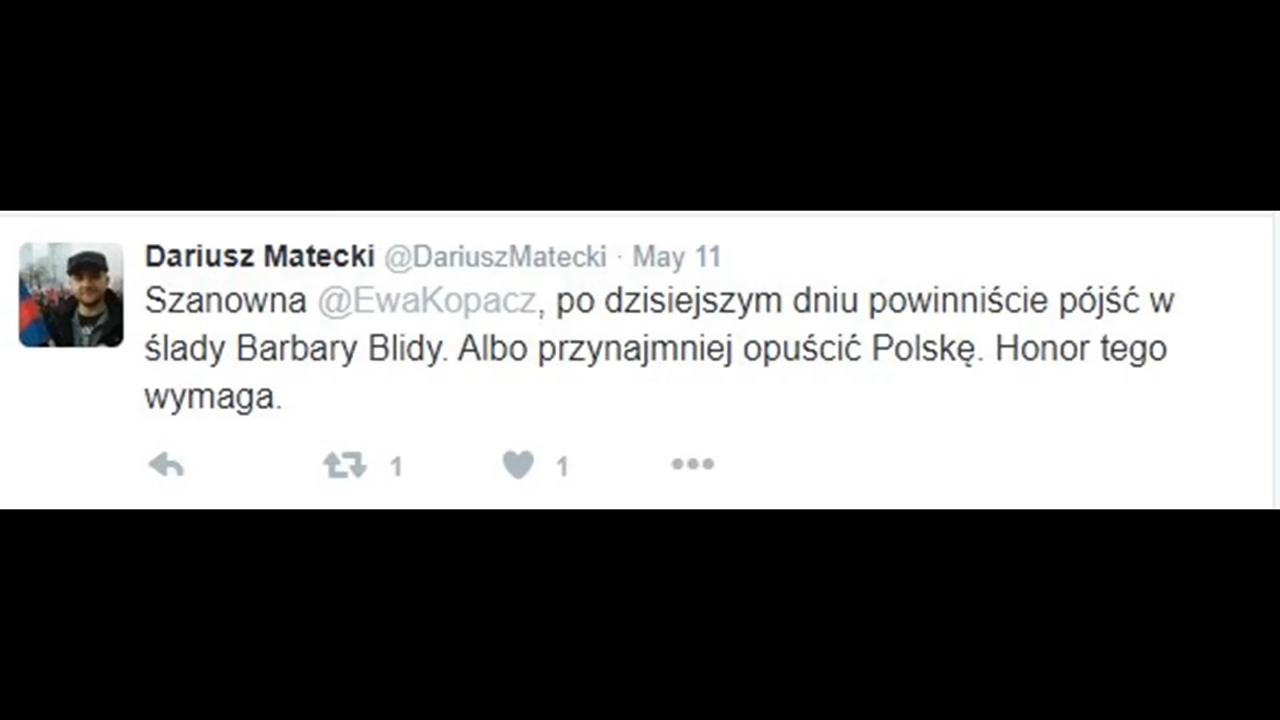 Dariusz Matecki @DariuszMatecki · May 11
Szanowna @EwaKopacz, po dzisiejszym dniu powinniście pójść w
ślady Barbary Blidy. Albo przynajmniej opuścić Polskę. Honor tego
wymaga.
1 1